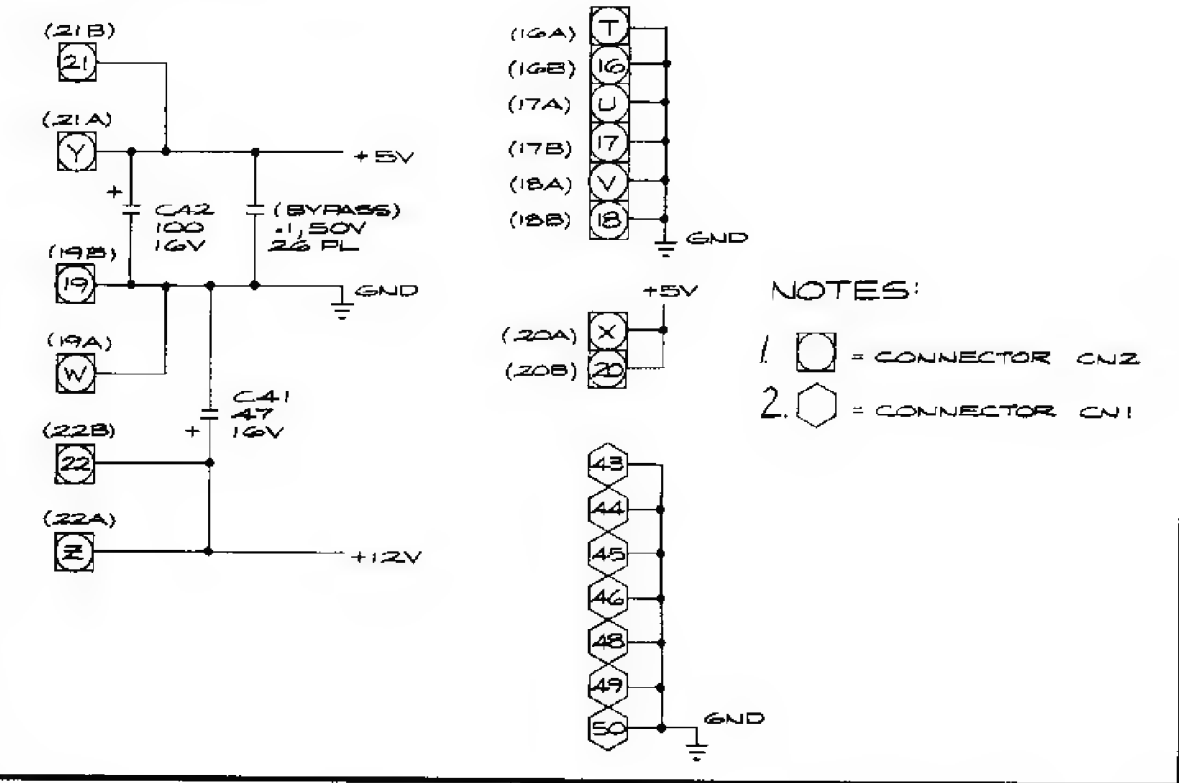 (21B)
21
(21A)
Y
+5V
+
C42
100
16V
(BYPASS)
.1, 50V
26 PL
(19B)
19
GND
(19A)
W
C41
47
16V
+
(22B)
22
(22A)
Z
+12V
(16A) T
(16B) 16
(17A) U
(17B) 17
(18A) V
(18B) 18
GND
+5V
(20A) X
(20B) 20
43
44
45
46
48
49
50
GND
NOTES:
1. = CONNECTOR CN2
2. = CONNECTOR CN1